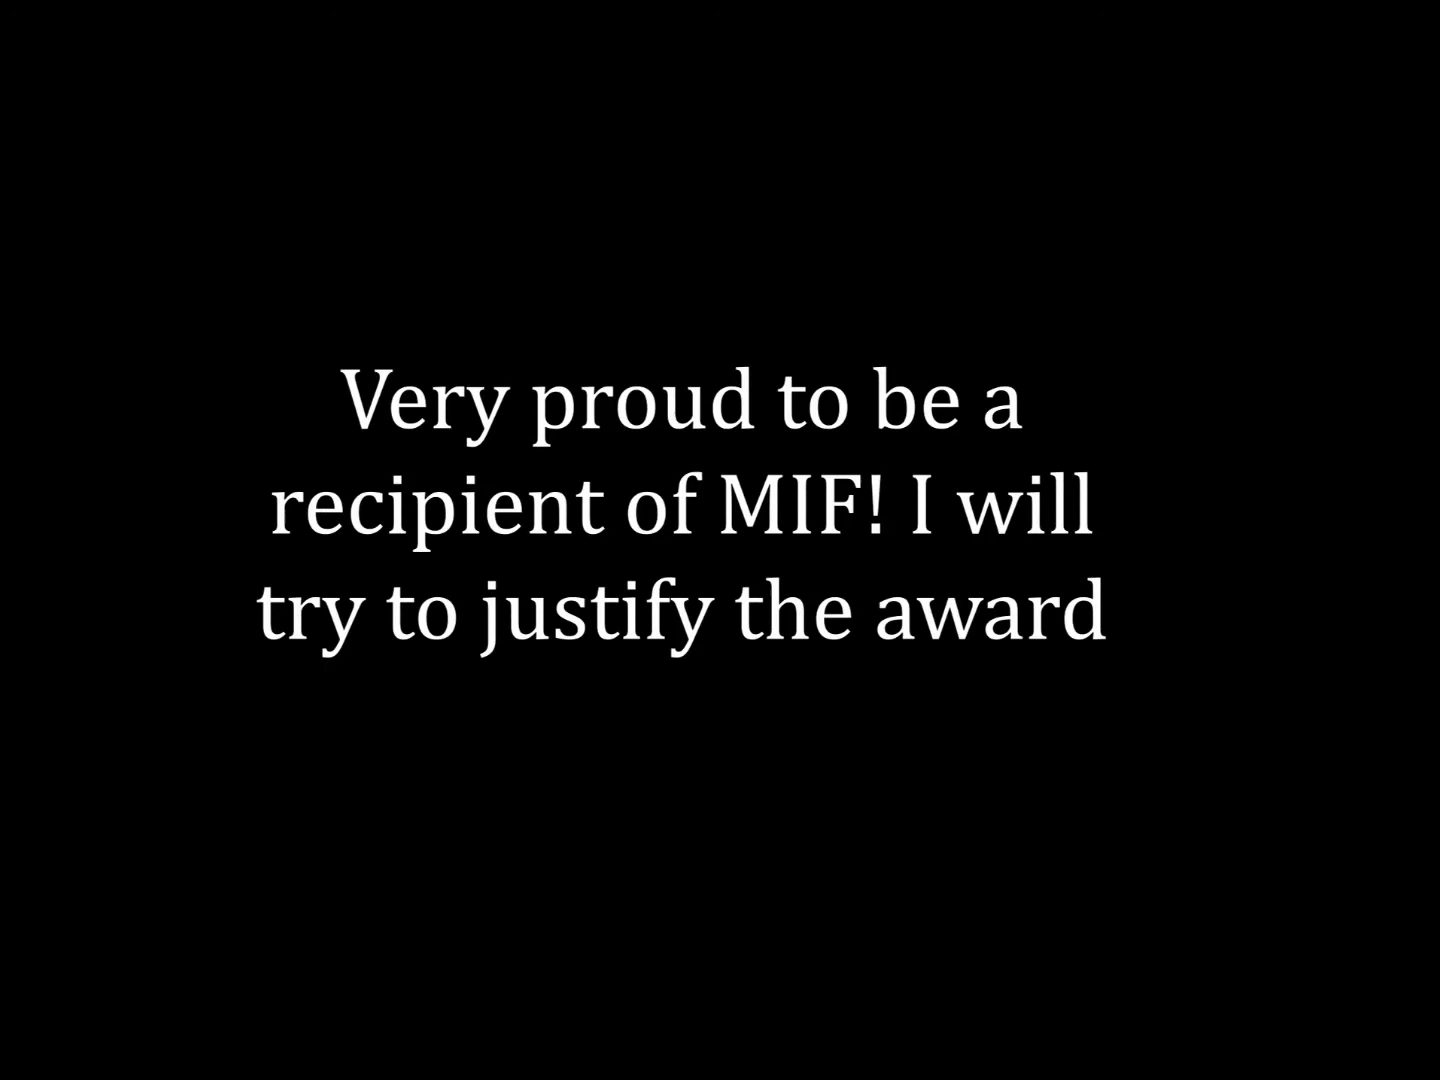 Very proud to be a
recipient of MIF! I will
try to justify the award